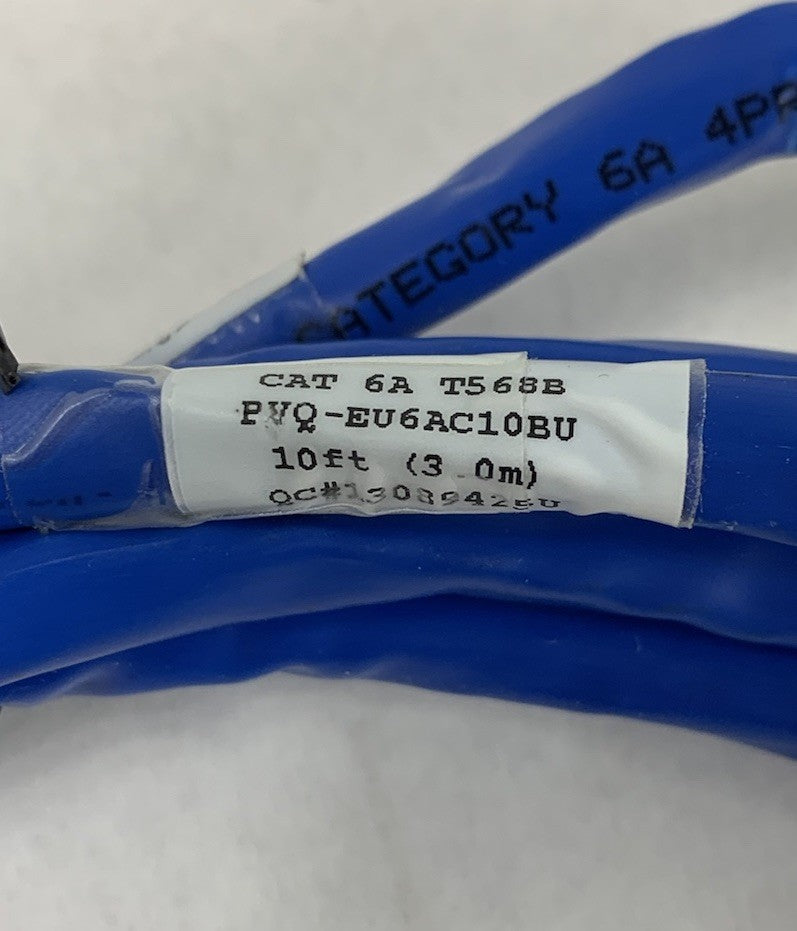 CATEGORY 6A 4PR
CAT 6A T568B
PVQ-EU6AC10BU
10ft (3.0m)